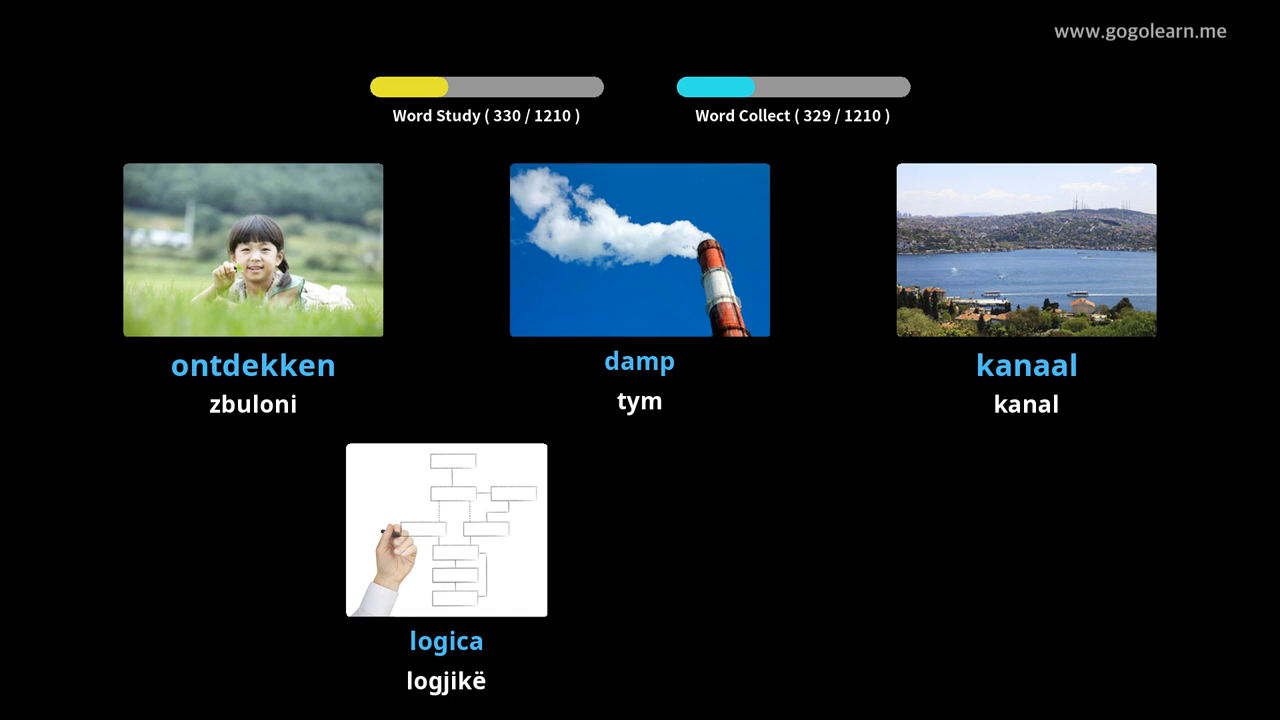 www.gogolearn.me
Word Study ( 330 / 1210 )
Word Collect ( 329 / 1210 )
ontdekken
zbuloni
damp
tym
kanaal
kanal
logica
logjikë